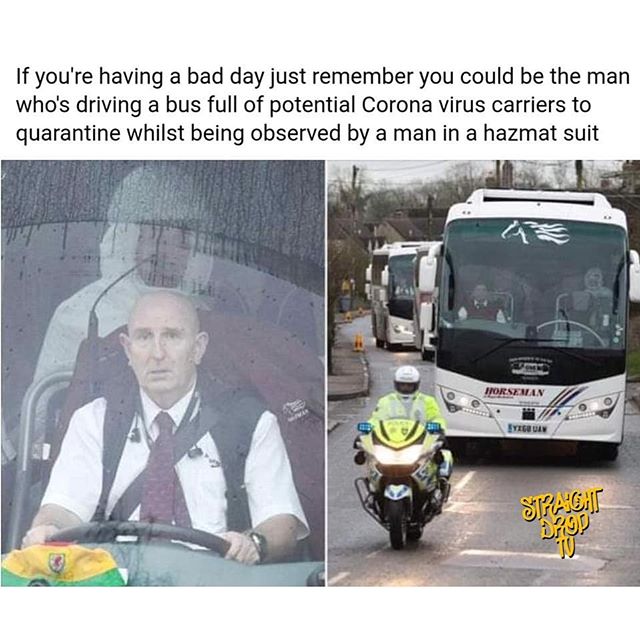 If you're having a bad day just remember you could be the man
who's driving a bus full of potential Corona virus carriers to
quarantine whilst being observed by a man in a hazmat suit
HORSEMAN
YX68 UAW
STRAIGHT
DROP
TV